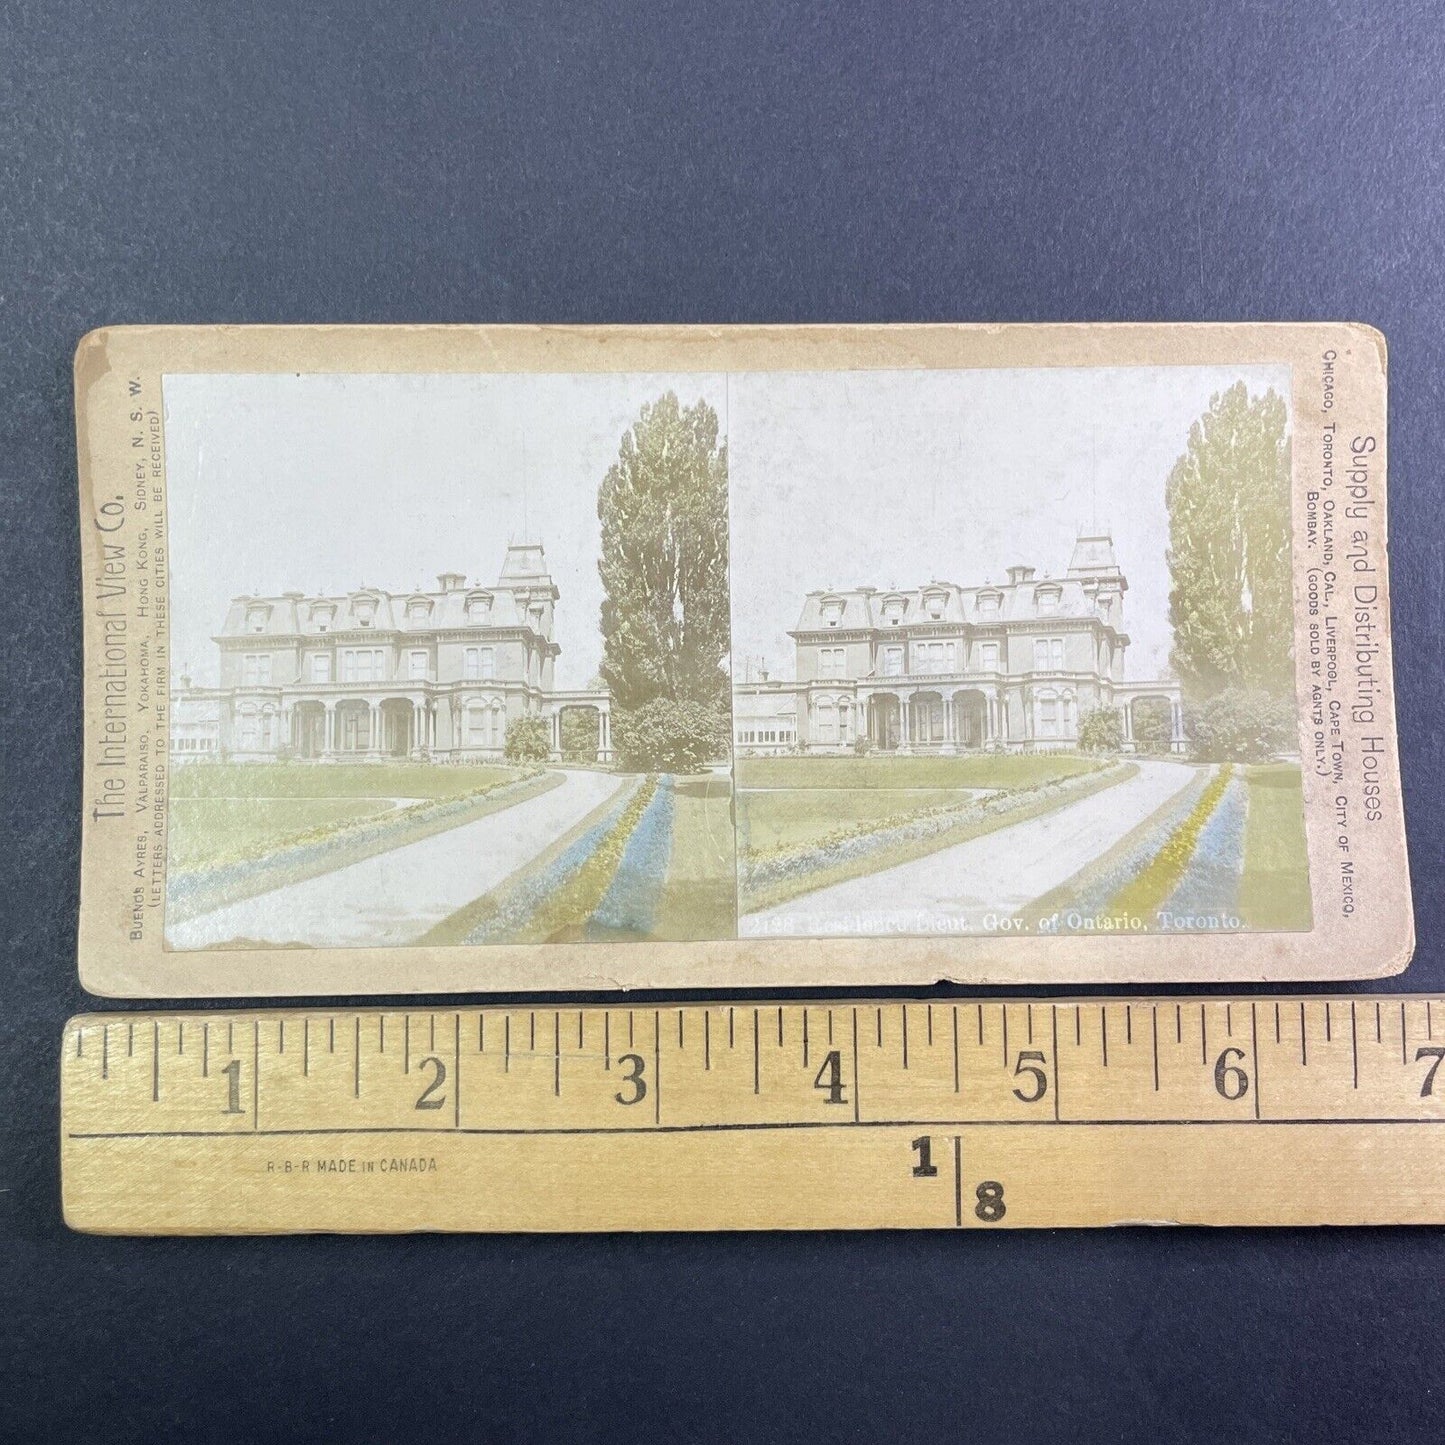 The International View Co.
BUENOS AYRES, VALPARAISO, YOKAHOMA, HONG KONG, SIDNEY, N. S. W.
(LETTERS ADDRESSED TO THE FIRM IN THESE CITIES WILL BE RECEIVED)
Supply and Distributing Houses
CHICAGO, TORONTO, OAKLAND, CAL., LIVERPOOL, CAPE TOWN, CITY OF MEXICO,
BOMBAY. (GOODS SOLD BY AGNTS ONLY.)
Lieut. Gov. of Ontario, Toronto.
1 2 3 4 5 6 7
R-B-R MADE IN CANADA
1
8